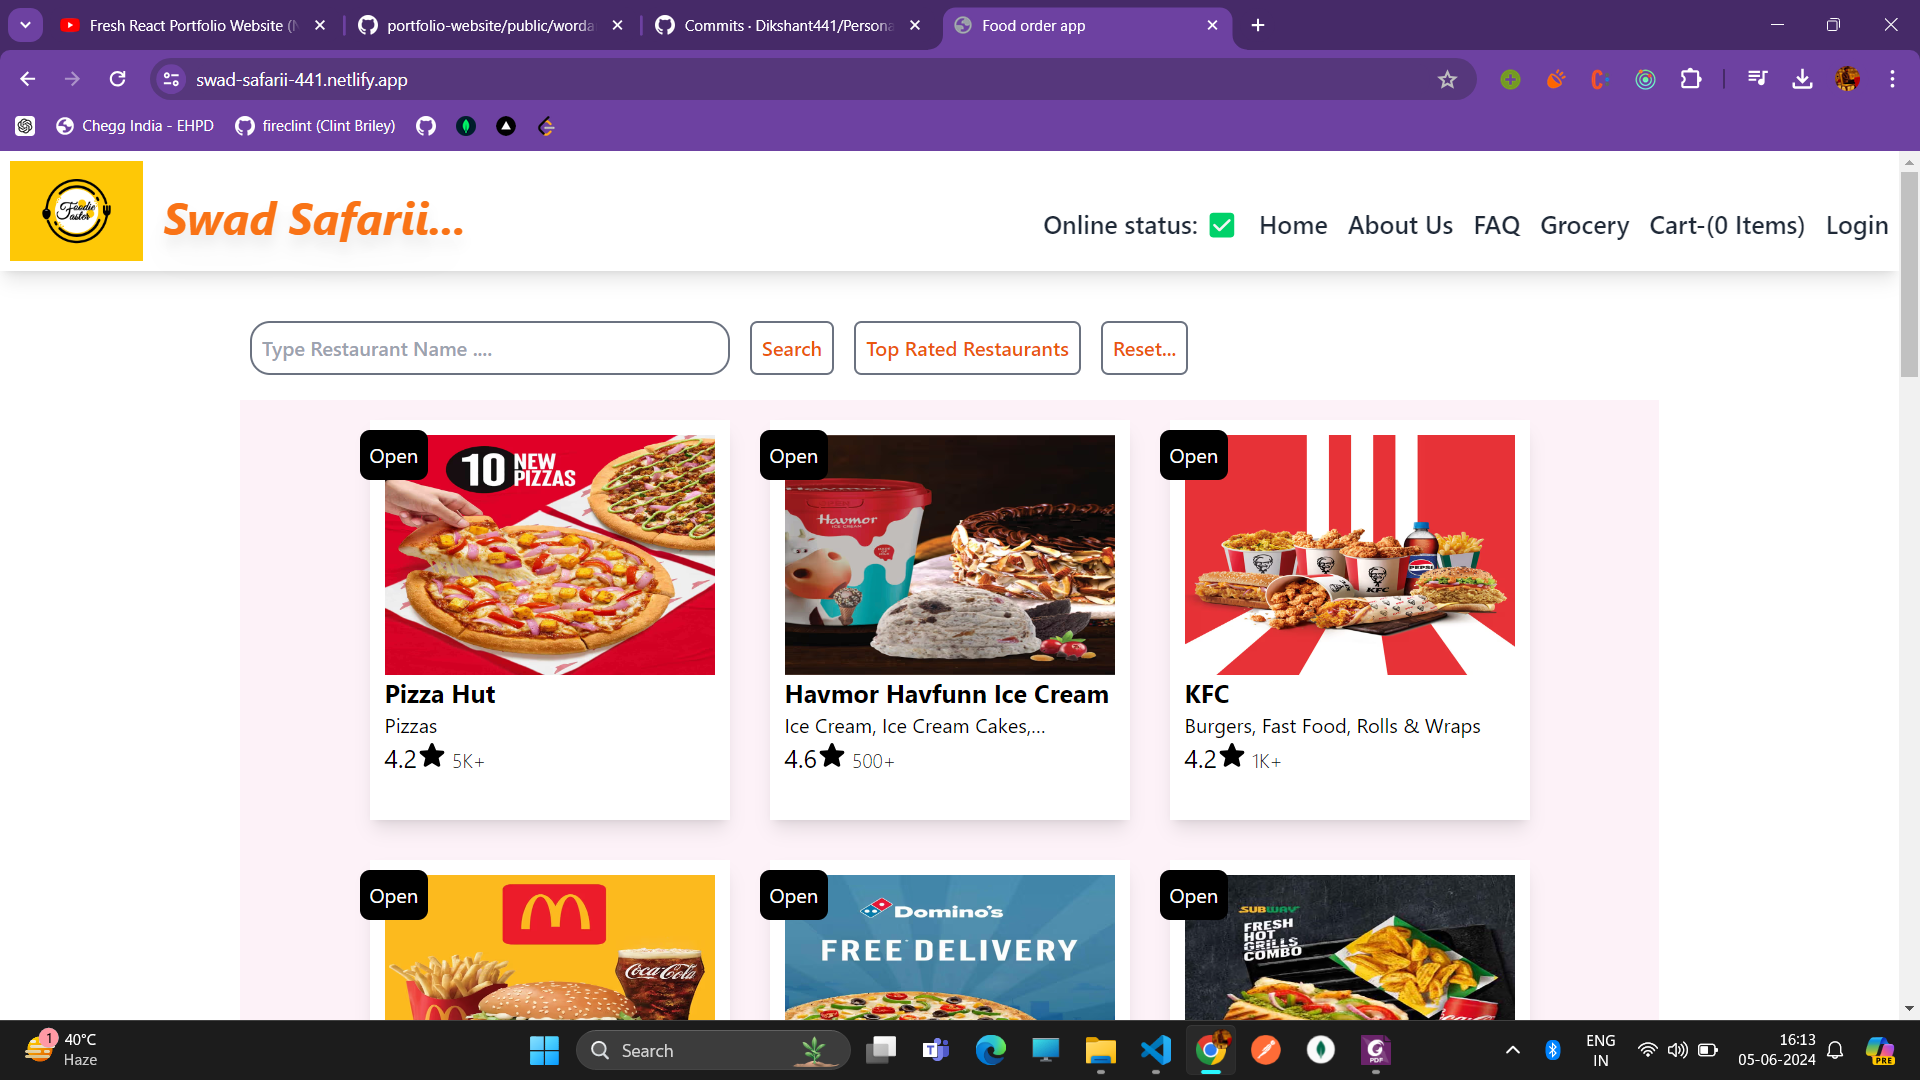 Fresh React Portfolio Website (N
portfolio-website/public/worda
Commits · Dikshant441/Persona
Food order app
swad-safarii-441.netlify.app
Chegg India - EHPD
fireclint (Clint Briley)
Foodie Taster
Swad Safarii...
Online status: Home About Us FAQ Grocery Cart-(0 Items) Login
Type Restaurant Name ....
Search
Top Rated Restaurants
Reset...
Open
10 NEW
PIZZAS
Pizza Hut
Pizzas
4.2 5K+
Open
Havmor
ICE CREAM
Havmor Havfunn Ice Cream
Ice Cream, Ice Cream Cakes,...
4.6 500+
Open
KFC
PEPSI
KFC
Burgers, Fast Food, Rolls & Wraps
4.2 1K+
Open
Coca-Cola
Open
Domino's
FREE DELIVERY
Open
SUBWAY
FRESH
HOT
GRILLS
COMBO
1
40°C
Haze
Search
PDF
ENG
IN
16:13
05-06-2024
PRE